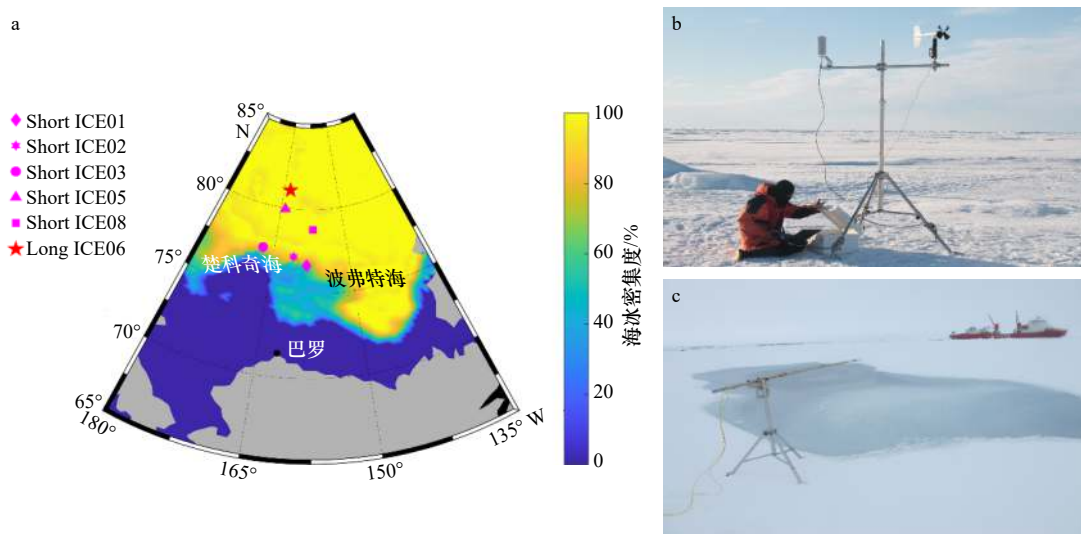 a
Short ICE01
Short ICE02
Short ICE03
Short ICE05
Short ICE08
Long ICE06
85°
N
80°
75°
70°
65°
180°
165°
150°
135° W
楚科奇海
波弗特海
巴罗
100
80
60
40
20
0
海冰密集度/%
b
c